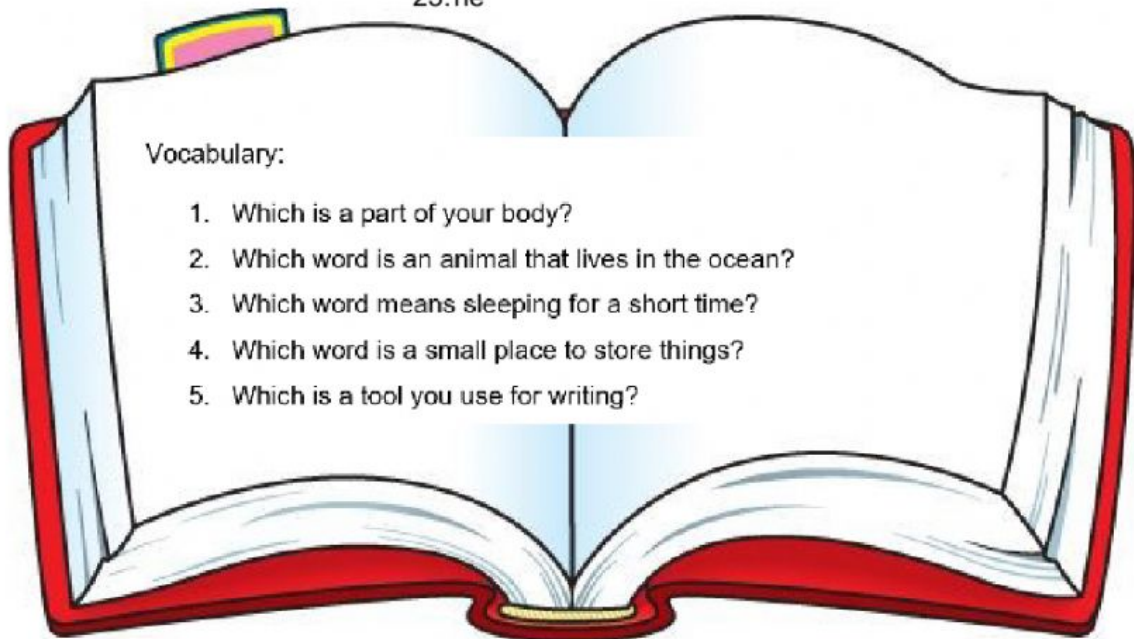 Vocabulary:
1. Which is a part of your body?
2. Which word is an animal that lives in the ocean?
3. Which word means sleeping for a short time?
4. Which word is a small place to store things?
5. Which is a tool you use for writing?